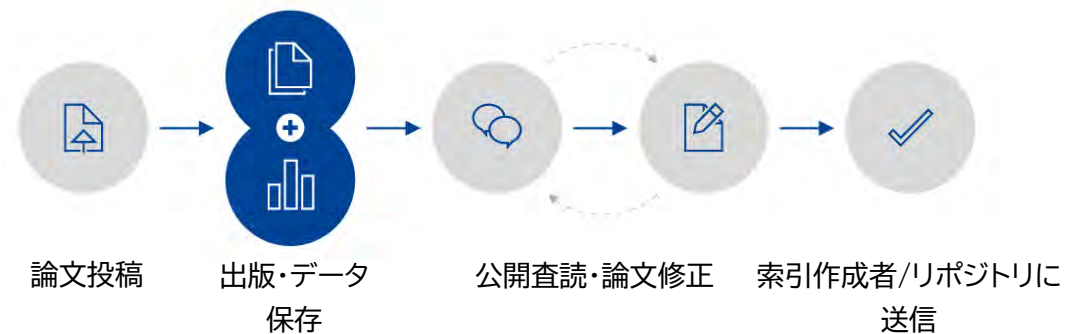 論文投稿
出版・データ
保存
公開査読・論文修正
索引作成者/リポジトリに
送信